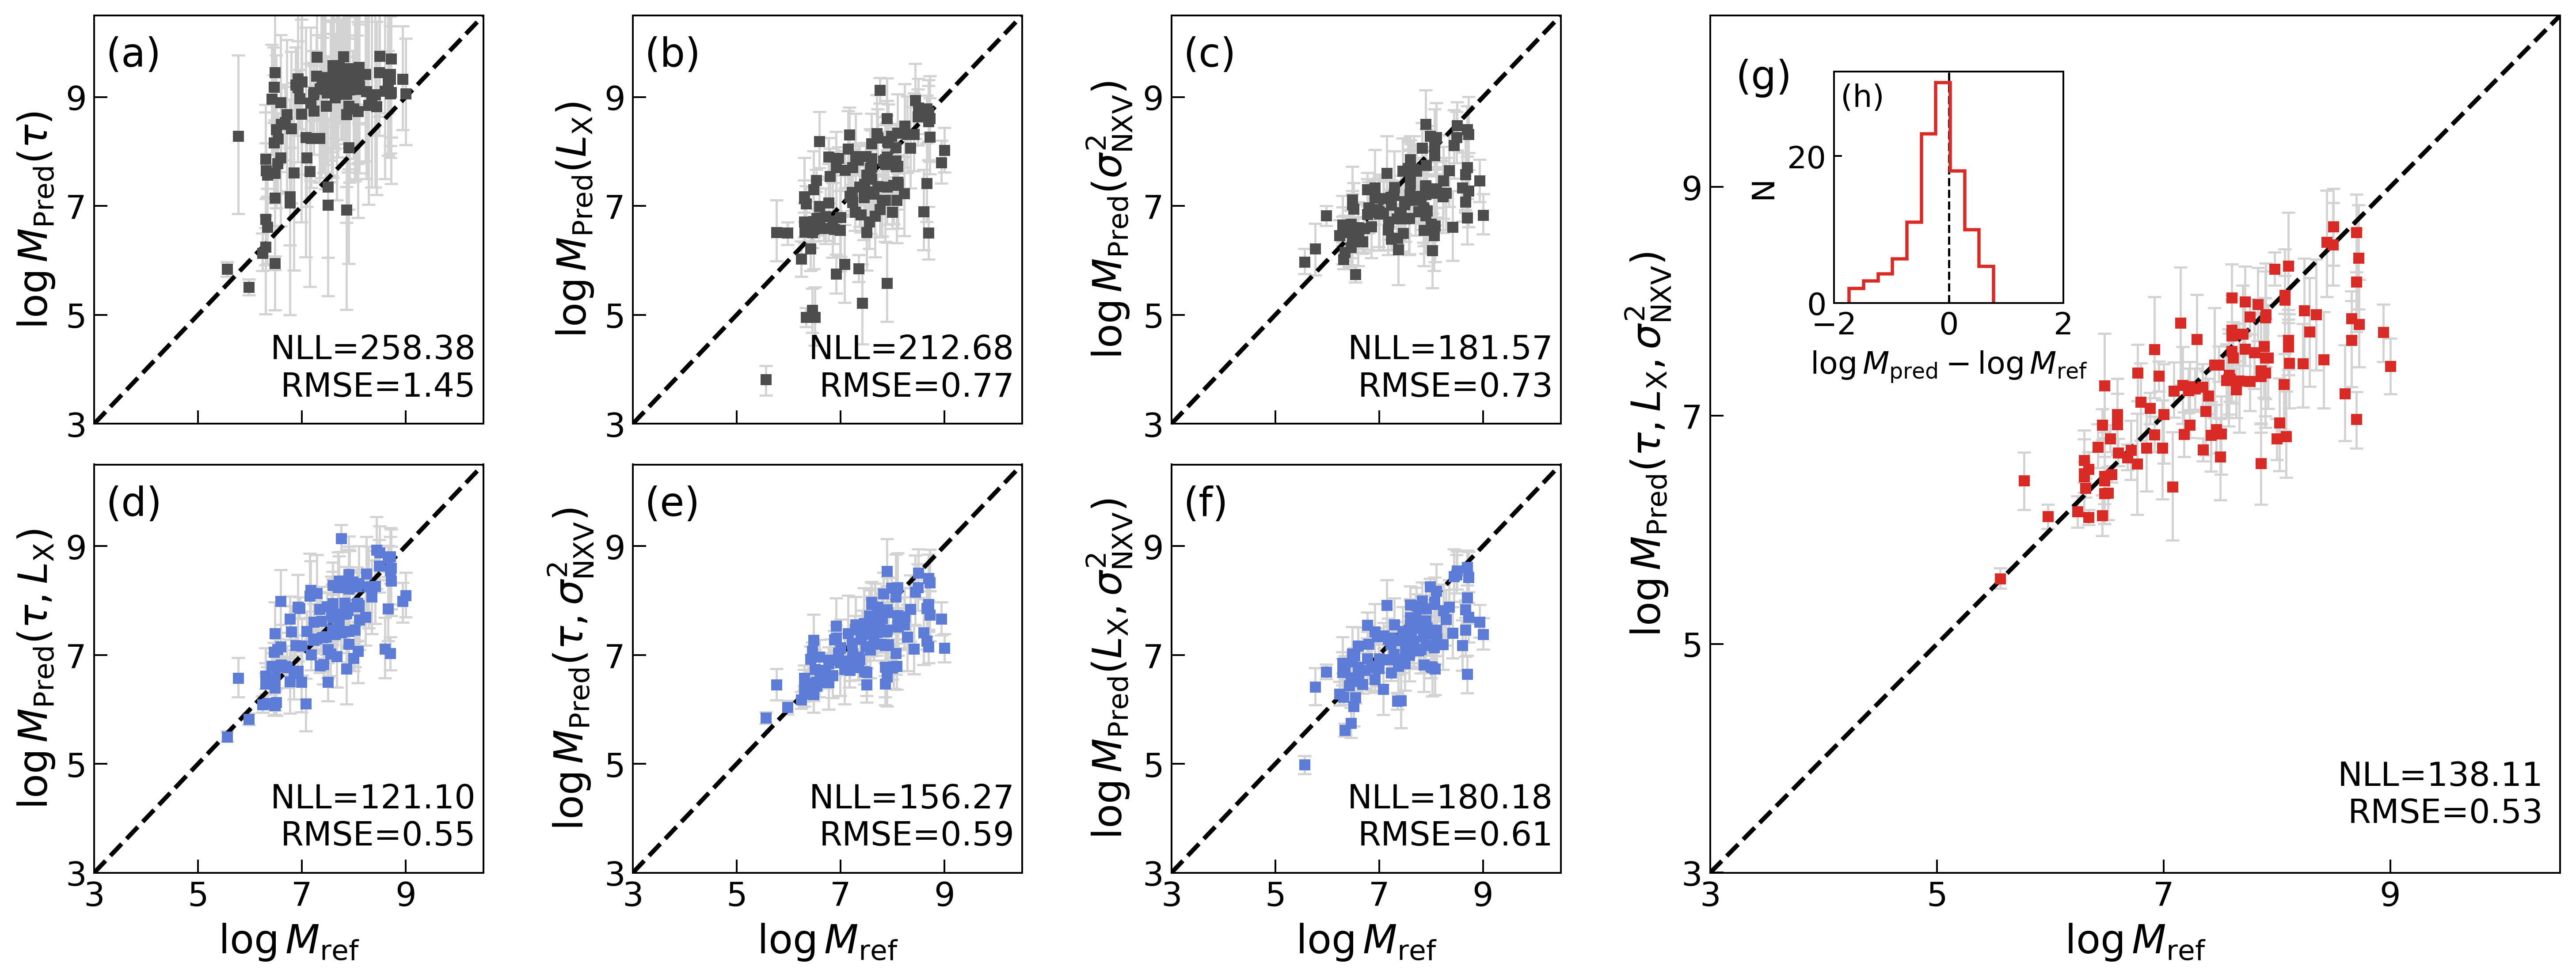 (a)
log M_Pred(τ)
9
7
5
3
NLL=258.38
RMSE=1.45
(b)
log M_Pred(L_X)
9
7
5
3
NLL=212.68
RMSE=0.77
(c)
log M_Pred(σ²_NXV)
9
7
5
3
NLL=181.57
RMSE=0.73
(d)
log M_Pred(τ, L_X)
9
7
5
3
NLL=121.10
RMSE=0.55
3 5 7 9
log M_ref
(e)
log M_Pred(τ, σ²_NXV)
9
7
5
3
NLL=156.27
RMSE=0.59
3 5 7 9
log M_ref
(f)
log M_Pred(L_X, σ²_NXV)
9
7
5
3
NLL=180.18
RMSE=0.61
3 5 7 9
log M_ref
(g)
log M_Pred(τ, L_X, σ²_NXV)
9
7
5
3
(h)
N
20
0
−2 0 2
log M_pred − log M_ref
NLL=138.11
RMSE=0.53
3 5 7 9
log M_ref